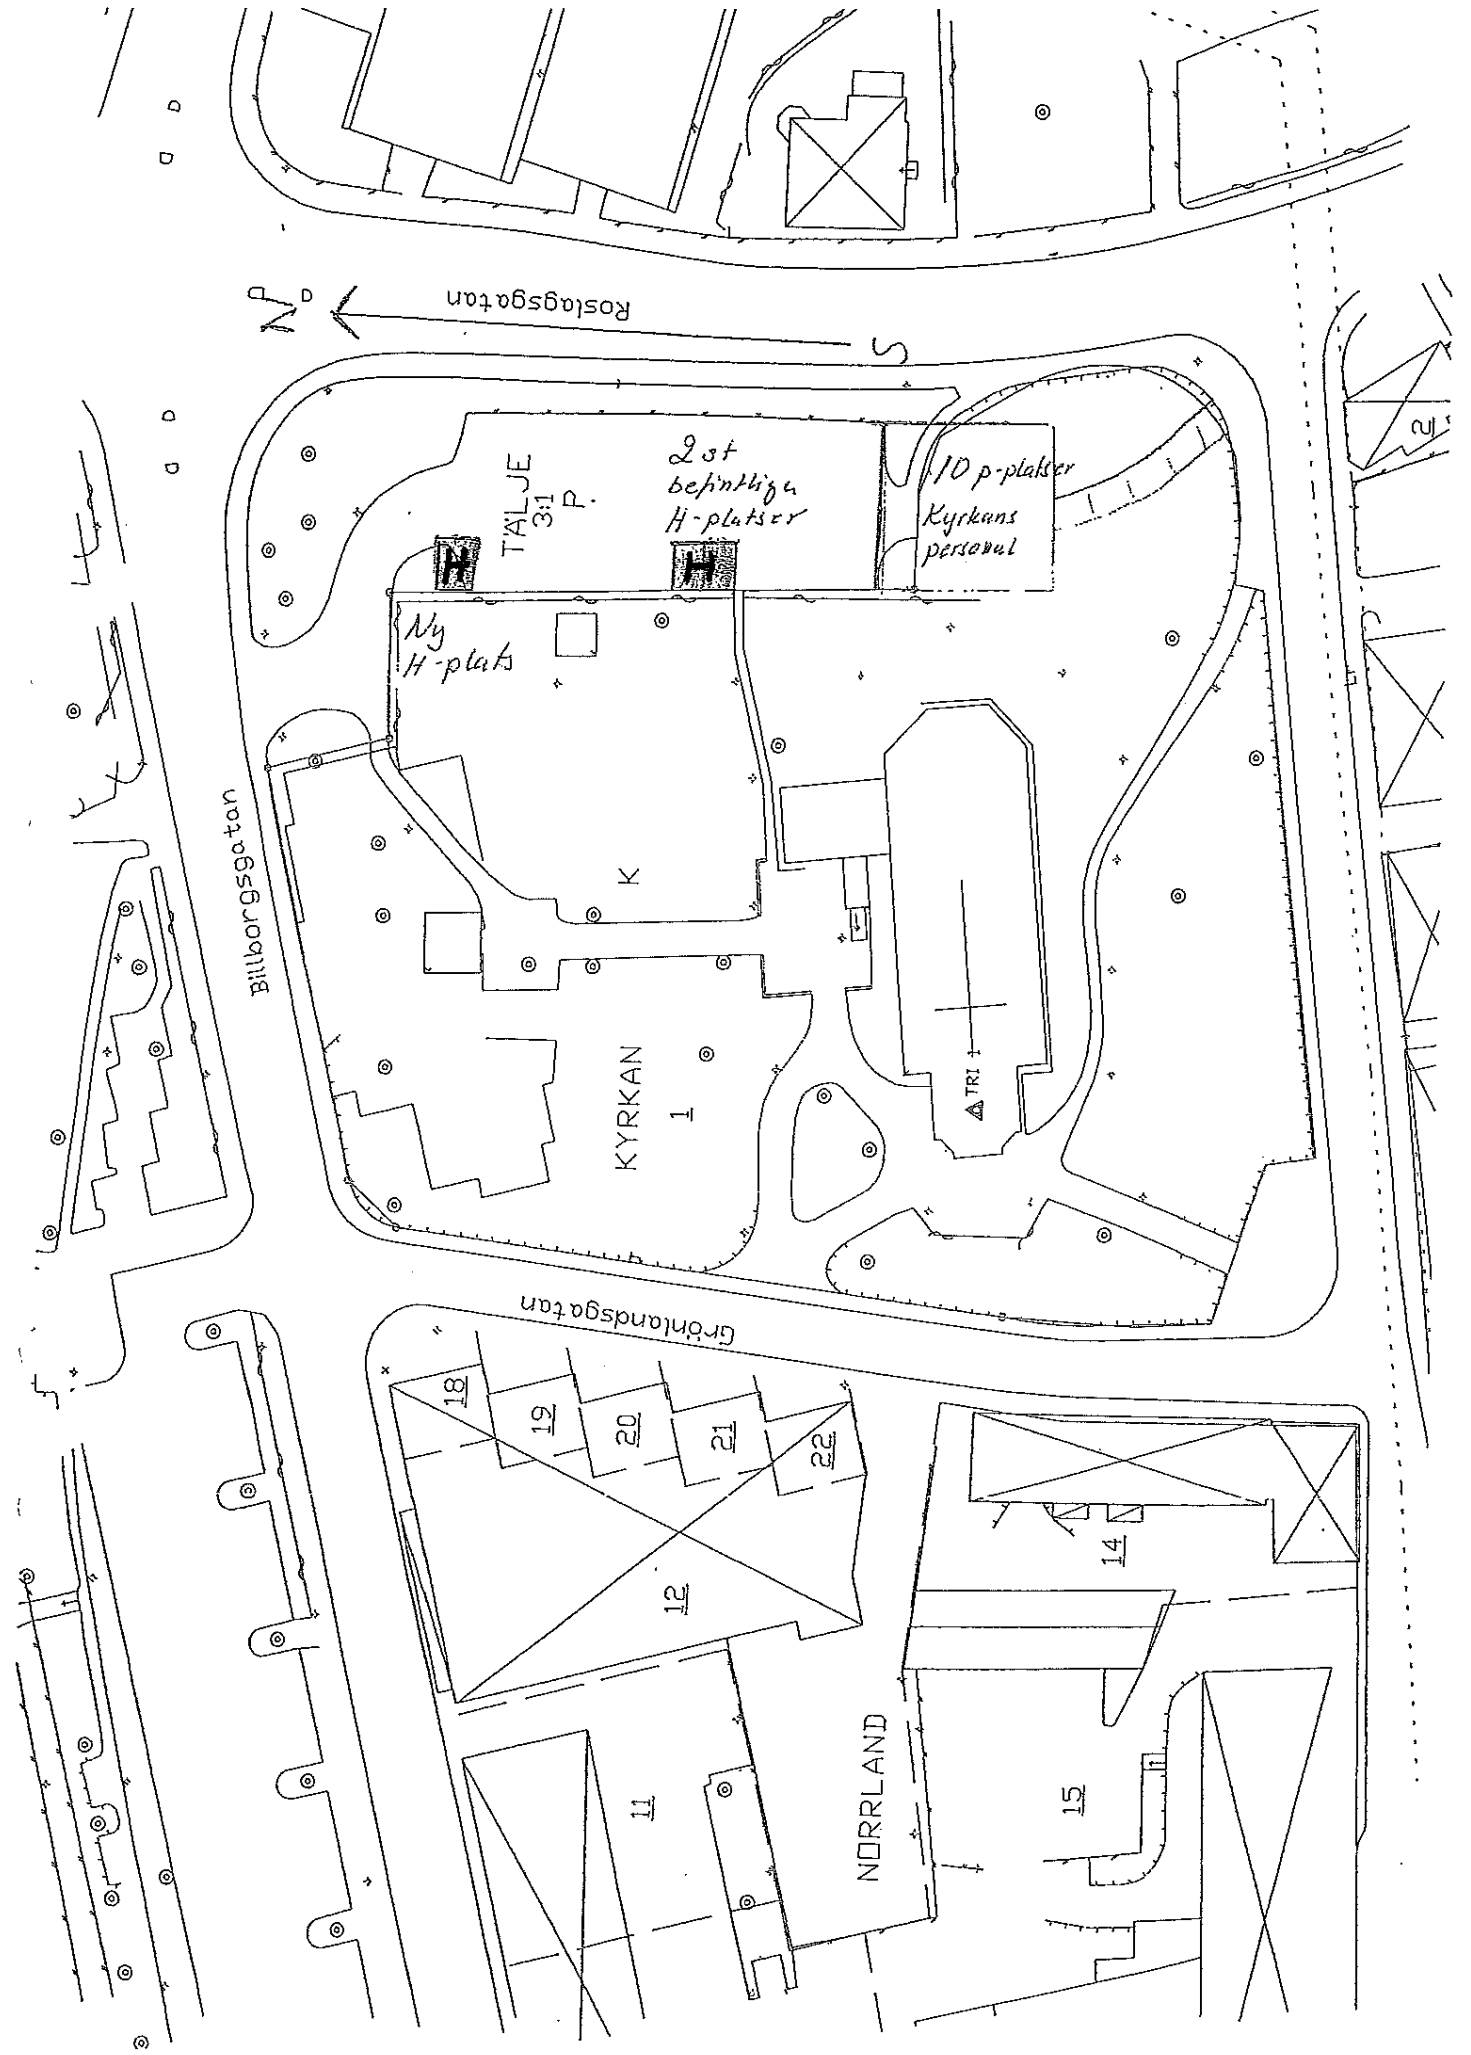 N
Roslagsgatan
S
TÄLJE
3:1
P.
2 st
befintliga
H-platser
10 p-platser
Kyrkans
personal
H
H
Ny
H-plats
Billborgsgatan
K
KYRKAN
1
TRI 1
Grönlandsgatan
18
19
20
21
22
12
14
11
NORRLAND
15